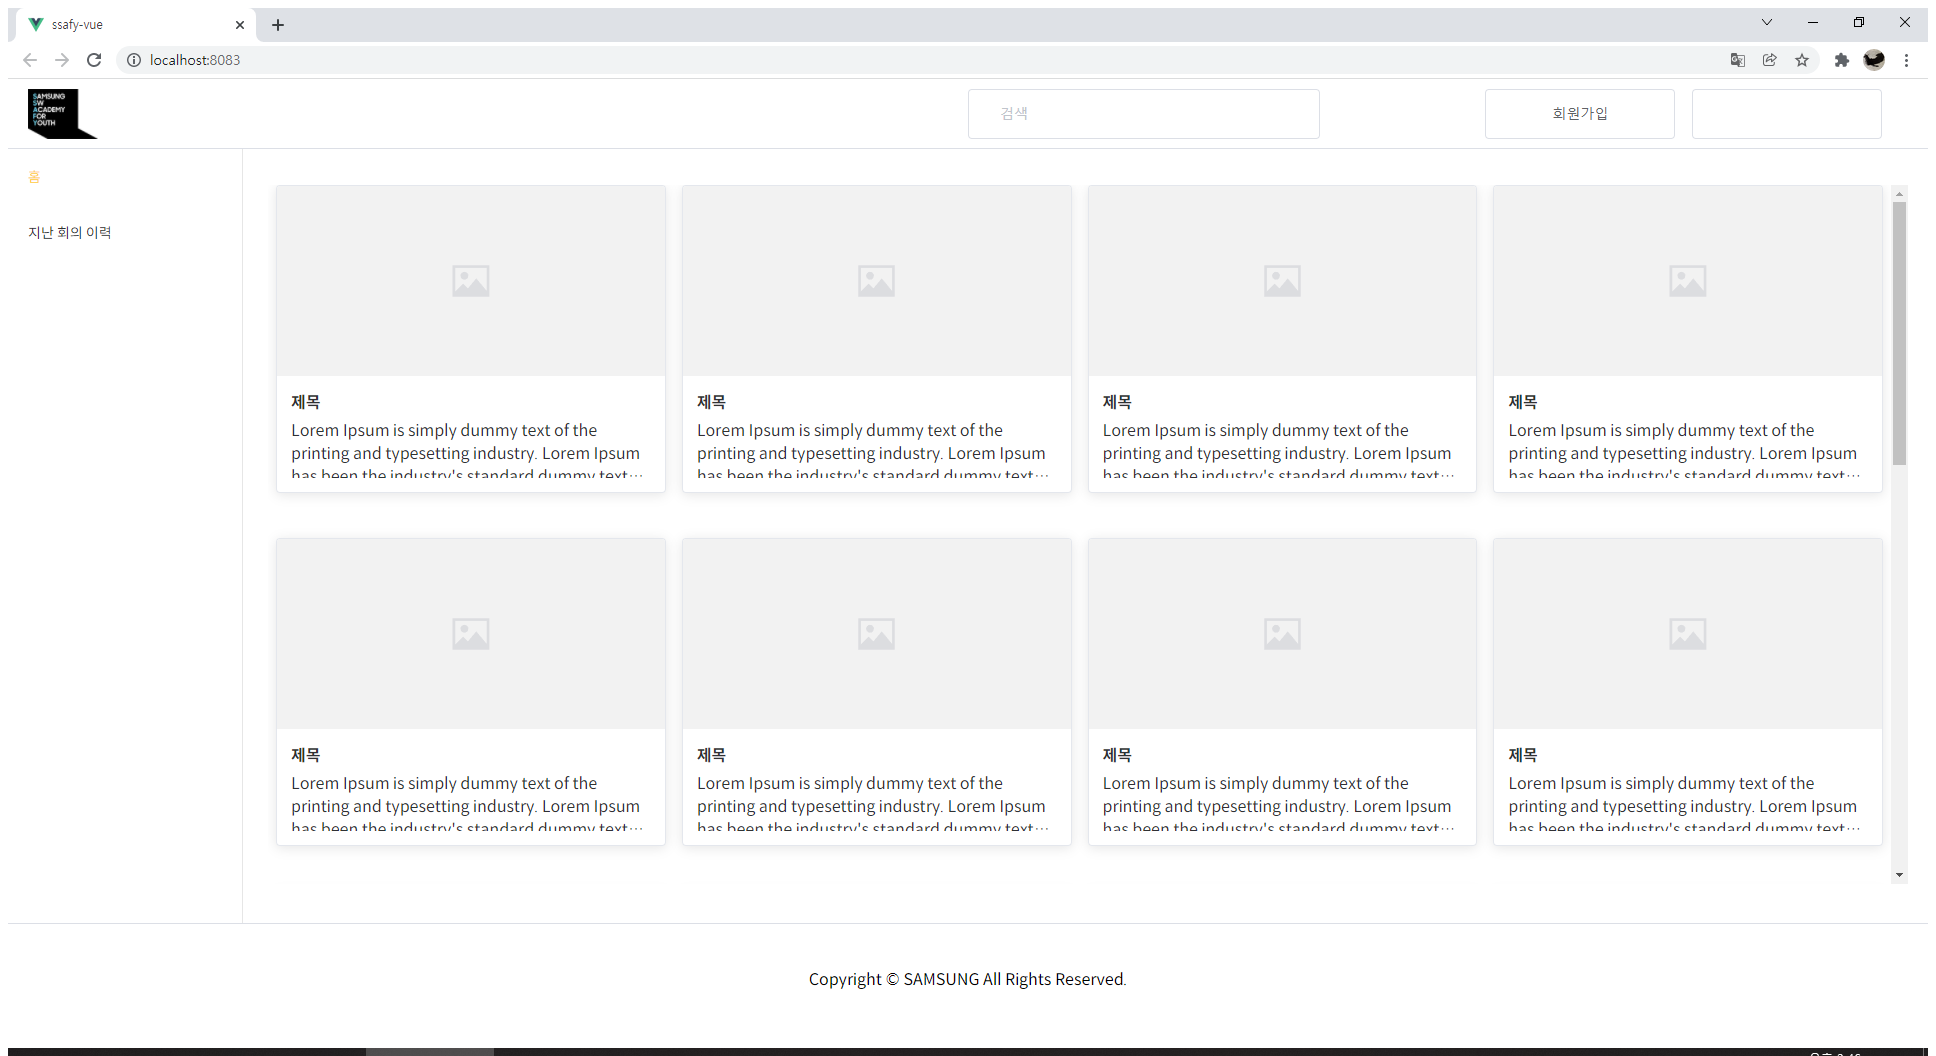 ssafy-vue
localhost:8083
SAMSUNG
SW
ACADEMY
FOR
YOUTH
검색
회원가입
홈
지난 회의 이력
제목
Lorem Ipsum is simply dummy text of the
printing and typesetting industry. Lorem Ipsum
has been the industry's standard dummy text…
제목
Lorem Ipsum is simply dummy text of the
printing and typesetting industry. Lorem Ipsum
has been the industry's standard dummy text…
제목
Lorem Ipsum is simply dummy text of the
printing and typesetting industry. Lorem Ipsum
has been the industry's standard dummy text…
제목
Lorem Ipsum is simply dummy text of the
printing and typesetting industry. Lorem Ipsum
has been the industry's standard dummy text…
제목
Lorem Ipsum is simply dummy text of the
printing and typesetting industry. Lorem Ipsum
has been the industry's standard dummy text…
제목
Lorem Ipsum is simply dummy text of the
printing and typesetting industry. Lorem Ipsum
has been the industry's standard dummy text…
제목
Lorem Ipsum is simply dummy text of the
printing and typesetting industry. Lorem Ipsum
has been the industry's standard dummy text…
제목
Lorem Ipsum is simply dummy text of the
printing and typesetting industry. Lorem Ipsum
has been the industry's standard dummy text…
Copyright © SAMSUNG All Rights Reserved.